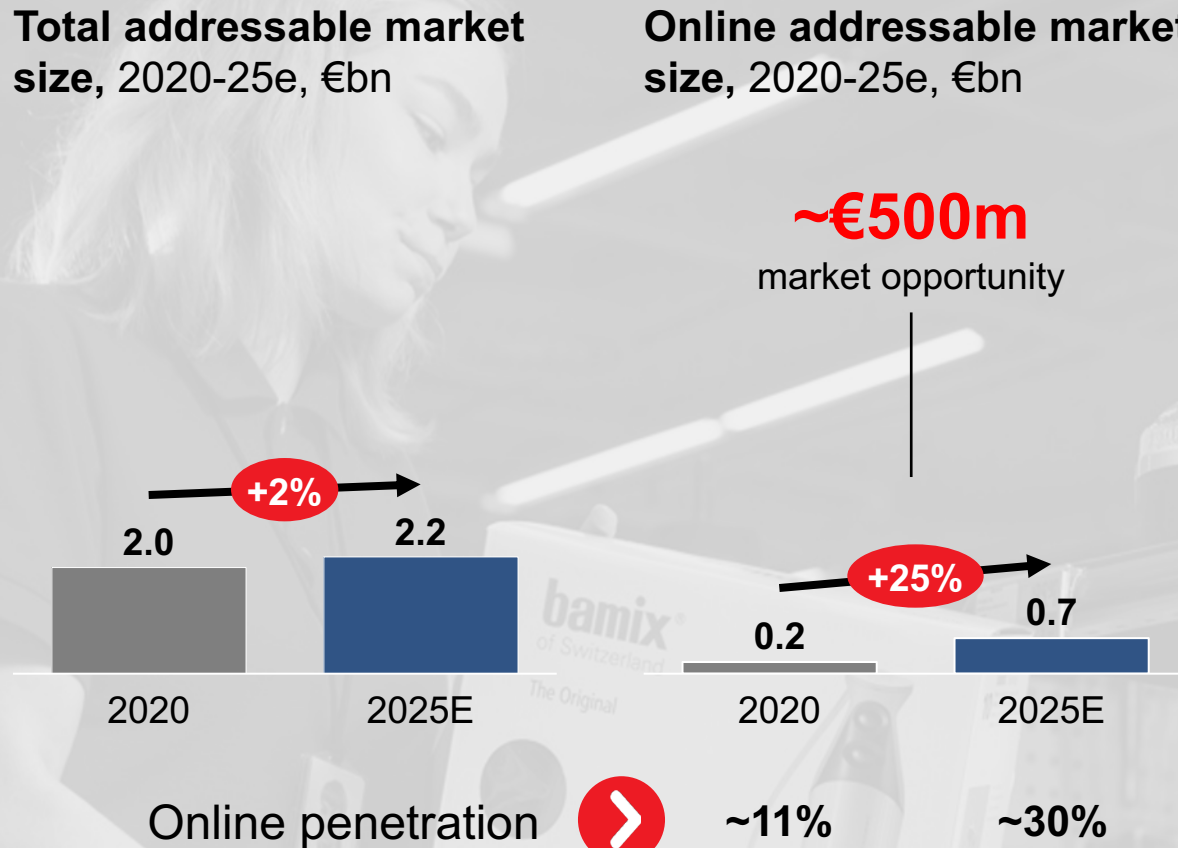 Total addressable market
size, 2020-25e, €bn
Online addressable market
size, 2020-25e, €bn
~€500m
market opportunity
+2%
2.0
2.2
+25%
0.2
0.7
bamix®
of Switzerland
The Original
2020
2025E
2020
2025E
Online penetration
~11%
~30%